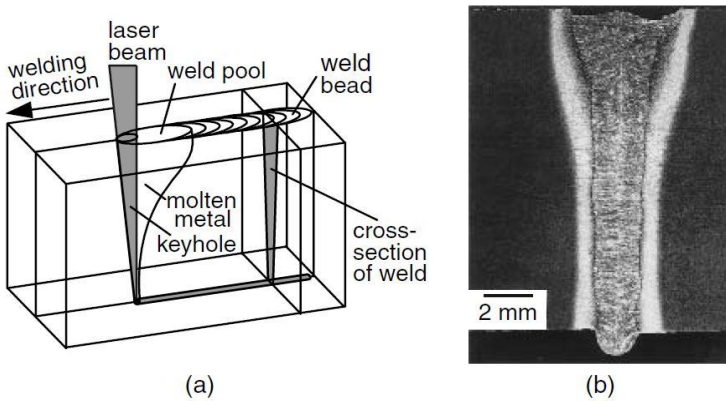 laser
beam
welding
direction
weld pool
weld
bead
molten
metal
keyhole
cross-
section
of weld
2 mm
(a)
(b)